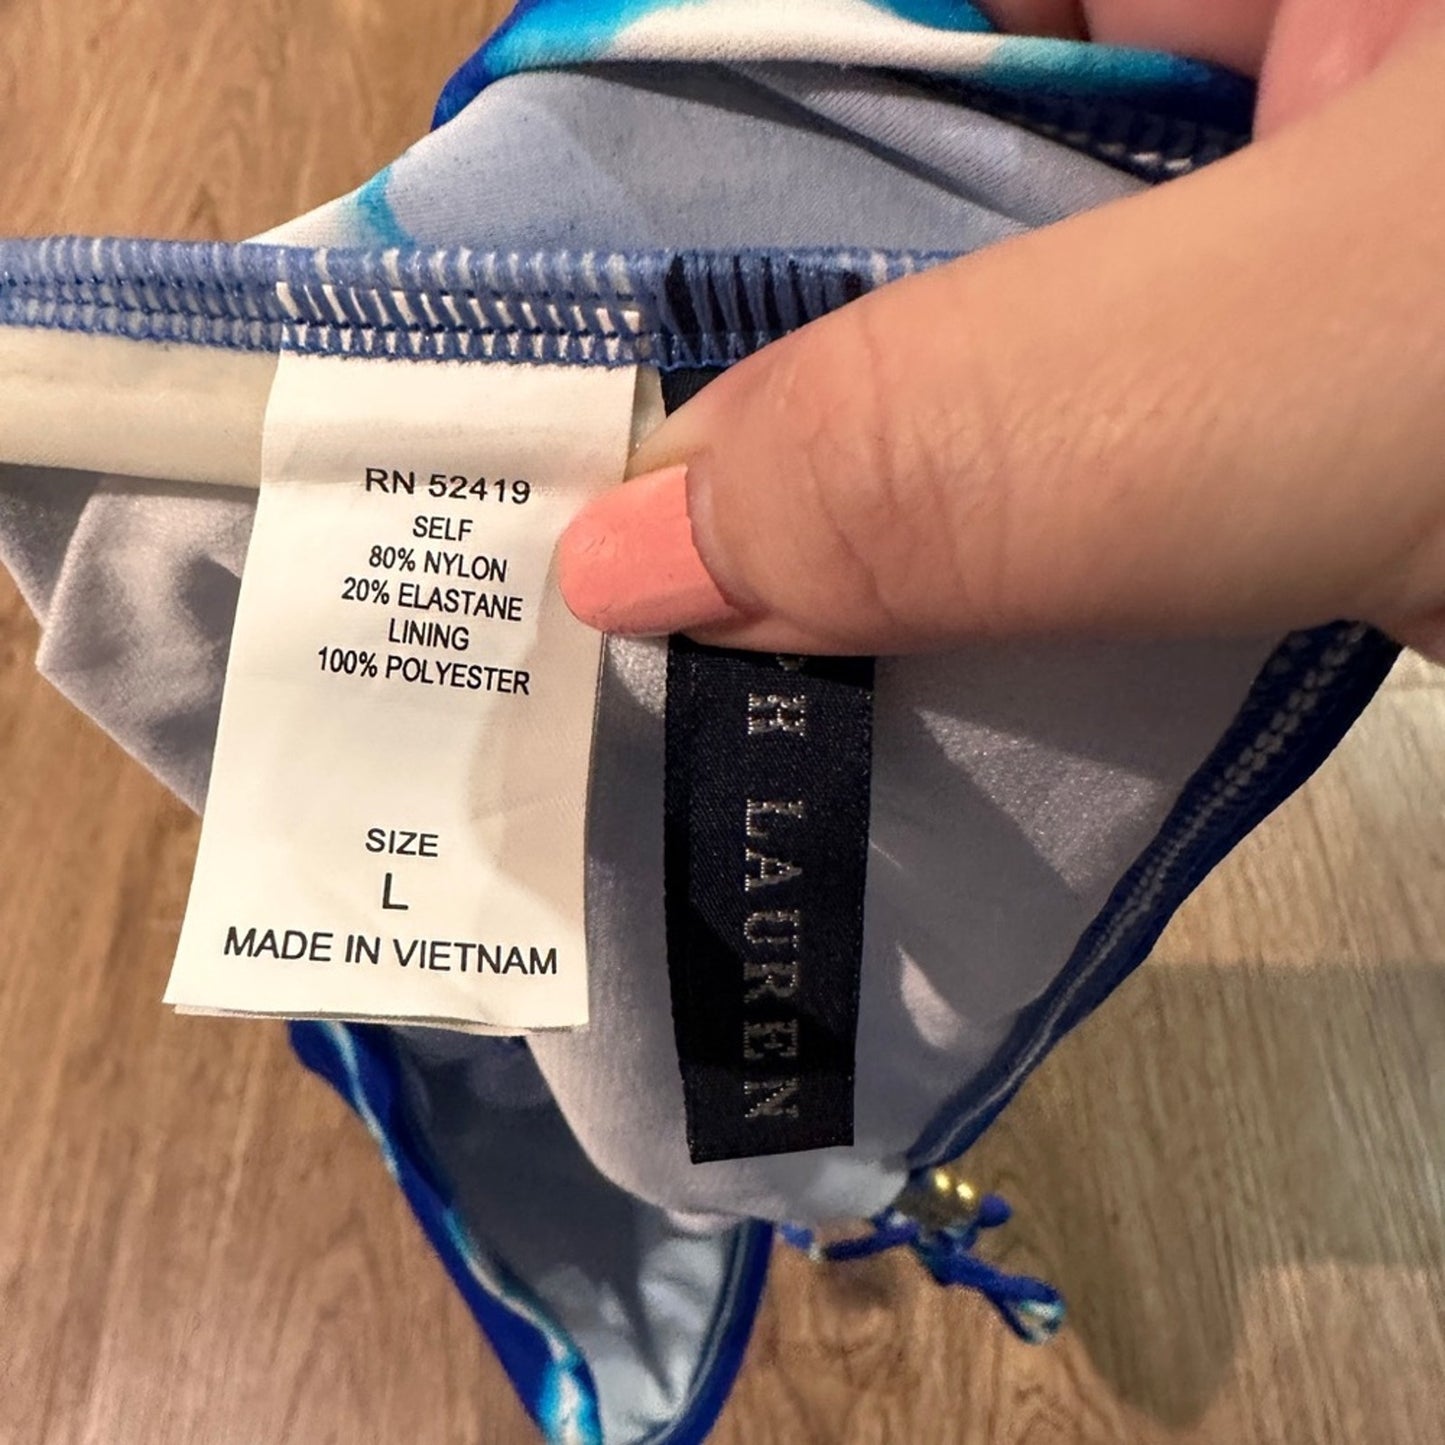 RN 52419
SELF
80% NYLON
20% ELASTANE
LINING
100% POLYESTER
SIZE
L
MADE IN VIETNAM
LAUREN